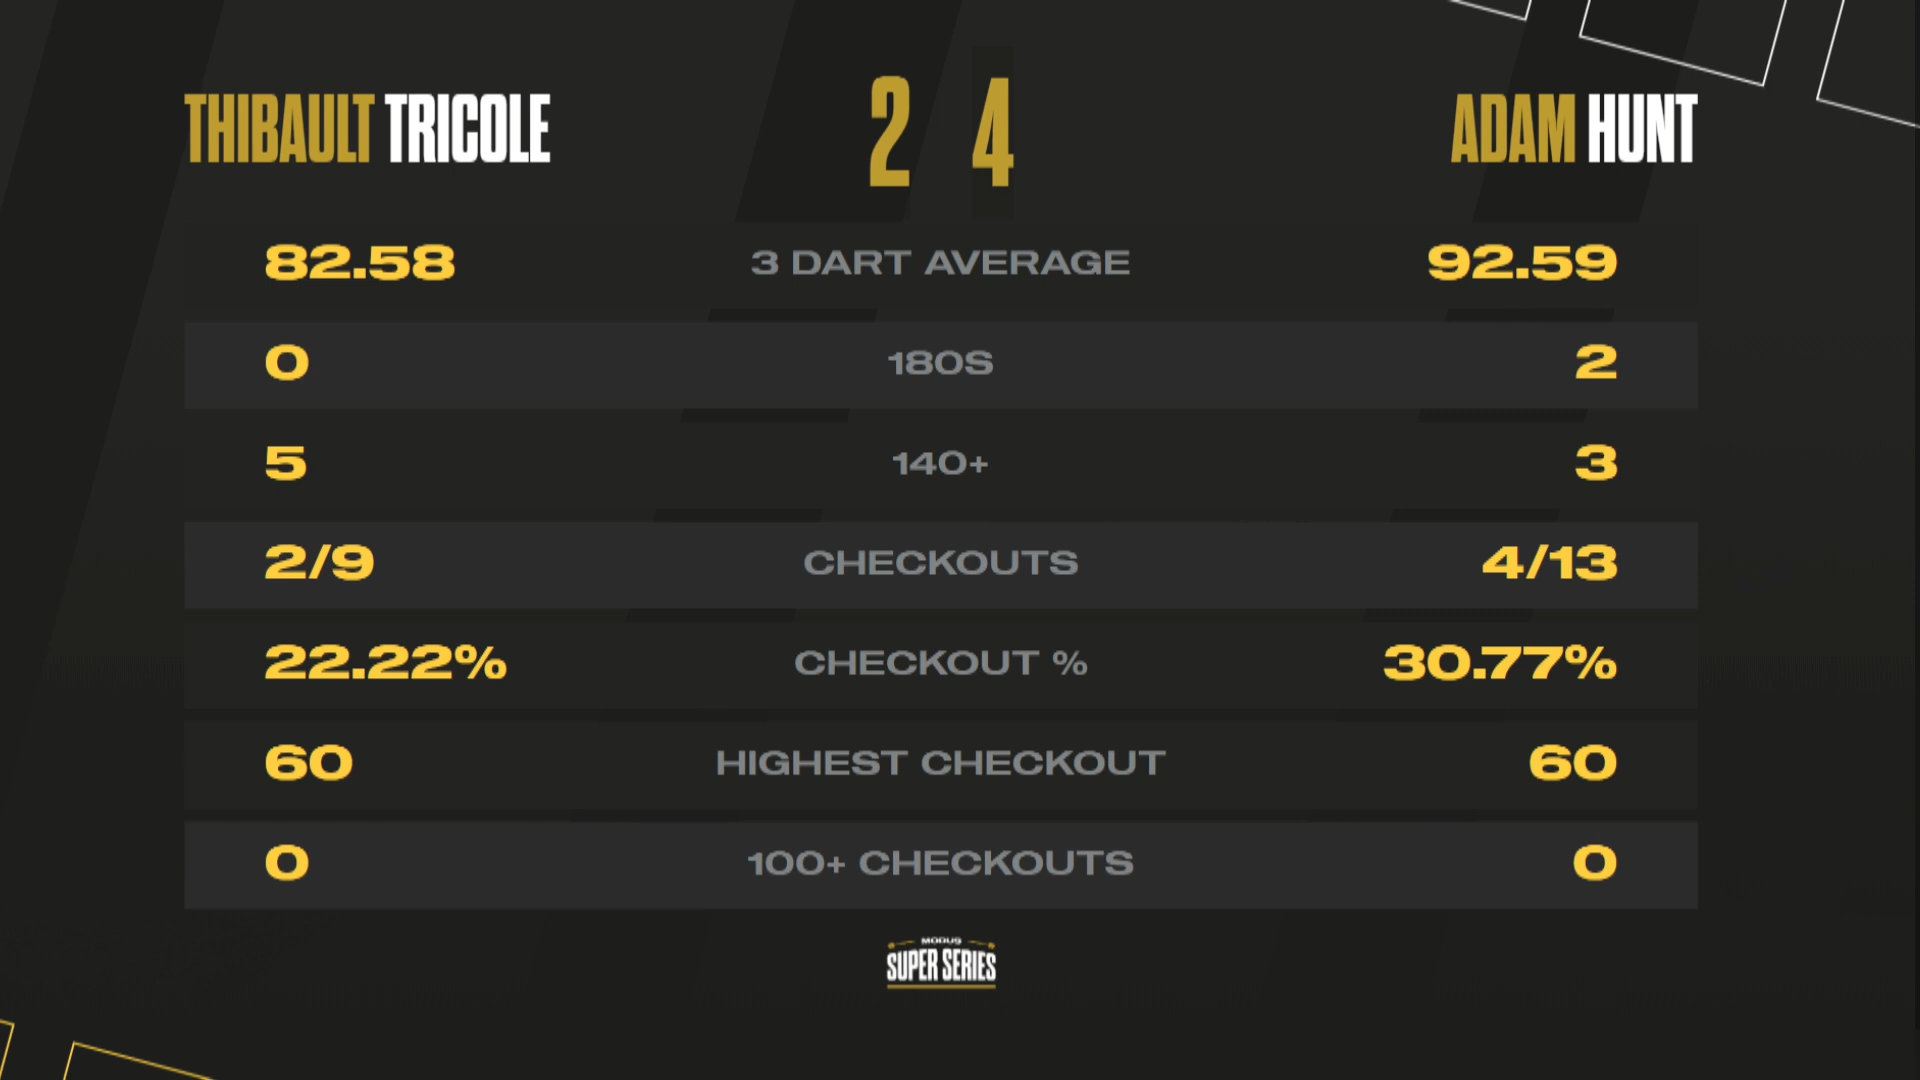 THIBAULT TRICOLE 2 4 ADAM HUNT
82.58 3 DART AVERAGE 92.59
0 180S 2
5 140+ 3
2/9 CHECKOUTS 4/13
22.22% CHECKOUT % 30.77%
60 HIGHEST CHECKOUT 60
0 100+ CHECKOUTS 0
MODUS
SUPER SERIES